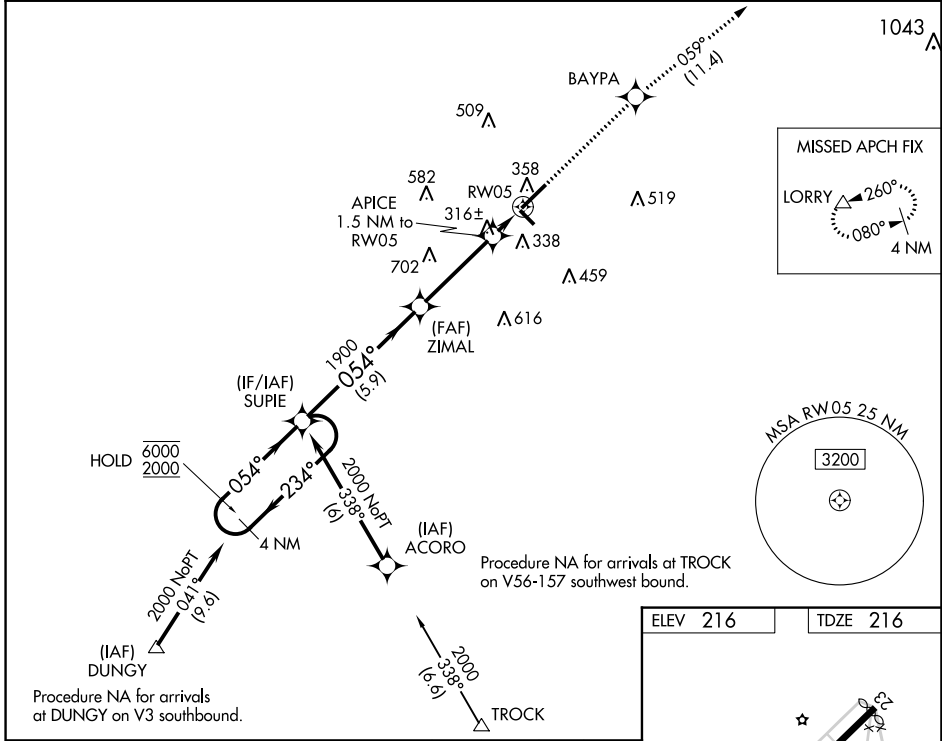 1043
059°
(11.4)
BAYPA
509
MISSED APCH FIX
LORRY
260°
080°
4 NM
582
358
RW05
519
APICE
1.5 NM to
RW05
316±
338
702
459
616
(FAF)
ZIMAL
1900
054°
(5.9)
(IF/IAF)
SUPIE
MSA RW05 25 NM
3200
HOLD
6000
2000
054°
234°
4 NM
2000 NoPT
338°
(6)
(IAF)
ACORO
Procedure NA for arrivals at TROCK
on V56-157 southwest bound.
2000 NoPT
041°
(9.6)
(IAF)
DUNGY
Procedure NA for arrivals
at DUNGY on V3 southbound.
2000
338°
(6.6)
TROCK
ELEV 216
TDZE 216
23